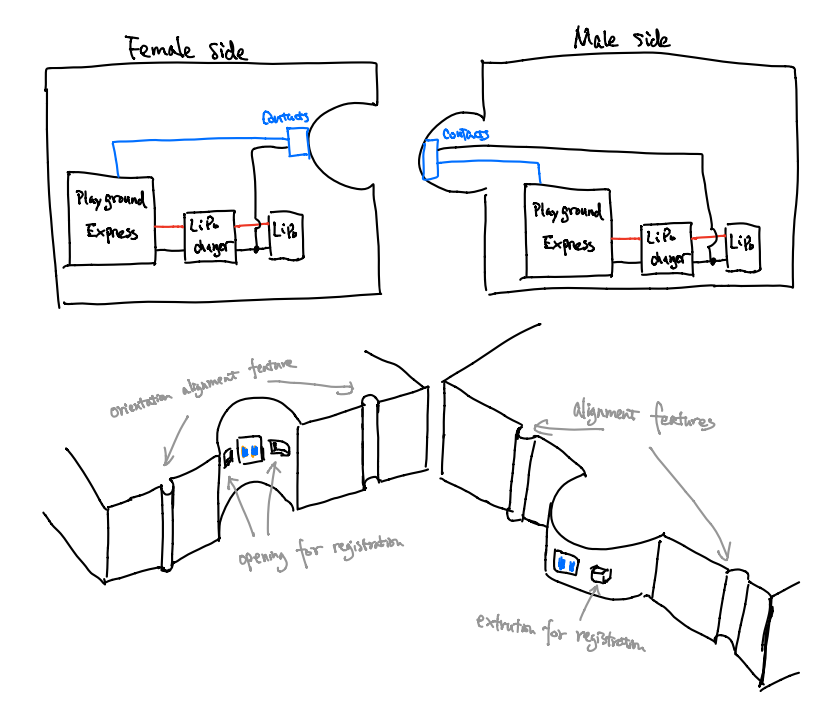 Female side
Male side
Contacts
Contacts
Playground
Express
LiPo
charger
LiPo
Playground
Express
LiPo
charger
LiPo
orientation alignment feature
alignment features
opening for registration
extrution for registration